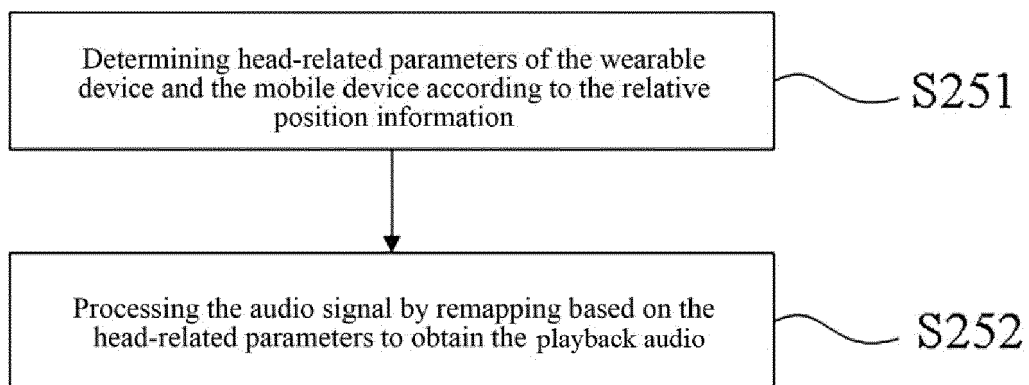 Determining head-related parameters of the wearable
device and the mobile device according to the relative
position information
S251
Processing the audio signal by remapping based on the
head-related parameters to obtain the playback audio
S252